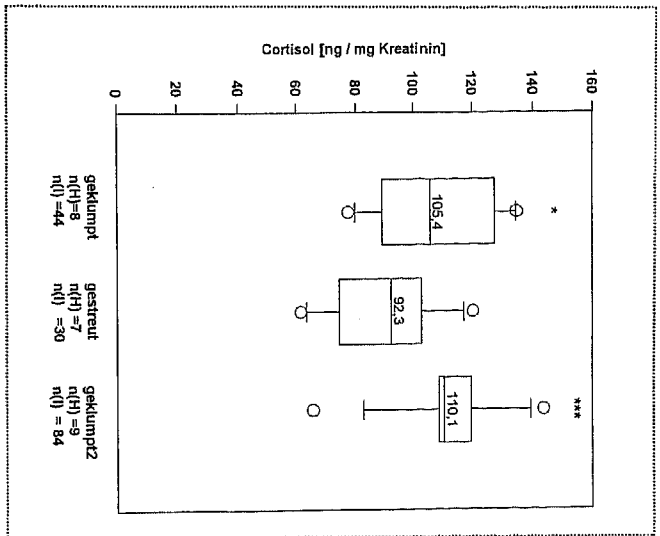 Cortisol [ng / mg Kreatinin]
160
140
120
100
80
60
40
20
0
*
***
105,4
92,3
110,1
geklumpt
n(H)=8
n(I) =44
gestreut
n(H) =7
n(I) =30
geklumpt2
n(H)=9
n(I) = 84